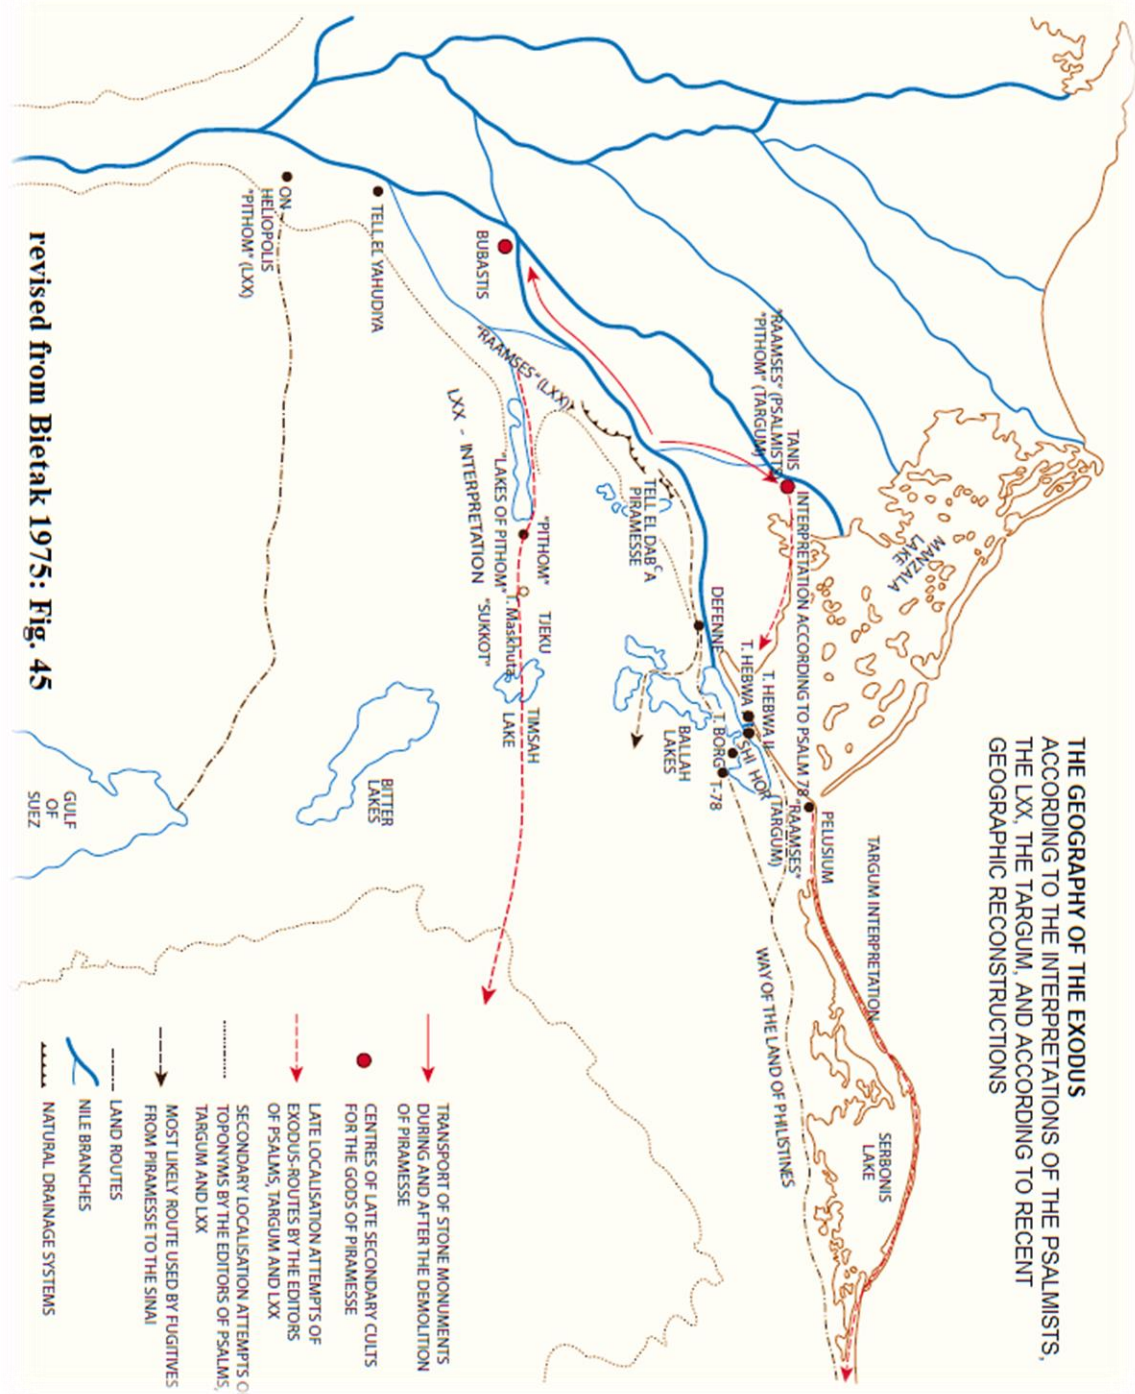 THE GEOGRAPHY OF THE EXODUS
ACCORDING TO THE INTERPRETATIONS OF THE PSALMISTS,
THE LXX, THE TARGUM, AND ACCORDING TO RECENT
GEOGRAPHIC RECONSTRUCTIONS
MANZALA
LAKE
TARGUM INTERPRETATION
PELUSIUM
SERBONIS
LAKE
INTERPRETATION ACCORDING TO PSALM 78
TANIS
"RAAMSES" (PSALMISTS)
"PITHOM" (TARGUM)
"RAAMSES"
(TARGUM)
T. HEBWA II
T. HEBWA I
SHI HOR
DEFENNE
T. BORG
T-78
WAY OF THE LAND OF PHILISTINES
BALLAH
LAKES
TELL EL DABʿA
PIRAMESSE
BUBASTIS
"RAAMSES" (LXX)
"PITHOM"
TJEKU
TIMSAH
LAKE
T. Maskhuta
"LAKES OF PITHOM"
"SUKKOT"
LXX - INTERPRETATION
TELL EL YAHUDIYA
BITTER
LAKES
ON
HELIOPOLIS
"PITHOM" (LXX)
GULF
OF
SUEZ
TRANSPORT OF STONE MONUMENTS
DURING AND AFTER THE DEMOLITION
OF PIRAMESSE
CENTRES OF LATE SECONDARY CULTS
FOR THE GODS OF PIRAMESSE
LATE LOCALISATION ATTEMPTS OF
EXODUS-ROUTES BY THE EDITORS
OF PSALMS, TARGUM AND LXX
SECONDARY LOCALISATION ATTEMPTS O
TOPONYMS BY THE EDITORS OF PSALMS,
TARGUM AND LXX
MOST LIKELY ROUTE USED BY FUGITIVES
FROM PIRAMESSE TO THE SINAI
LAND ROUTES
NILE BRANCHES
NATURAL DRAINAGE SYSTEMS
revised from Bietak 1975: Fig. 45